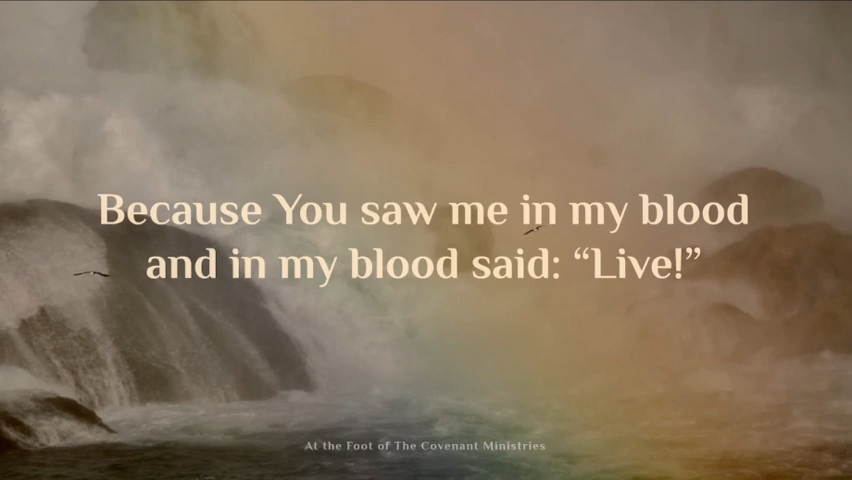 Because You saw me in my blood
and in my blood said: “Live!”
At the Foot of The Covenant Ministries